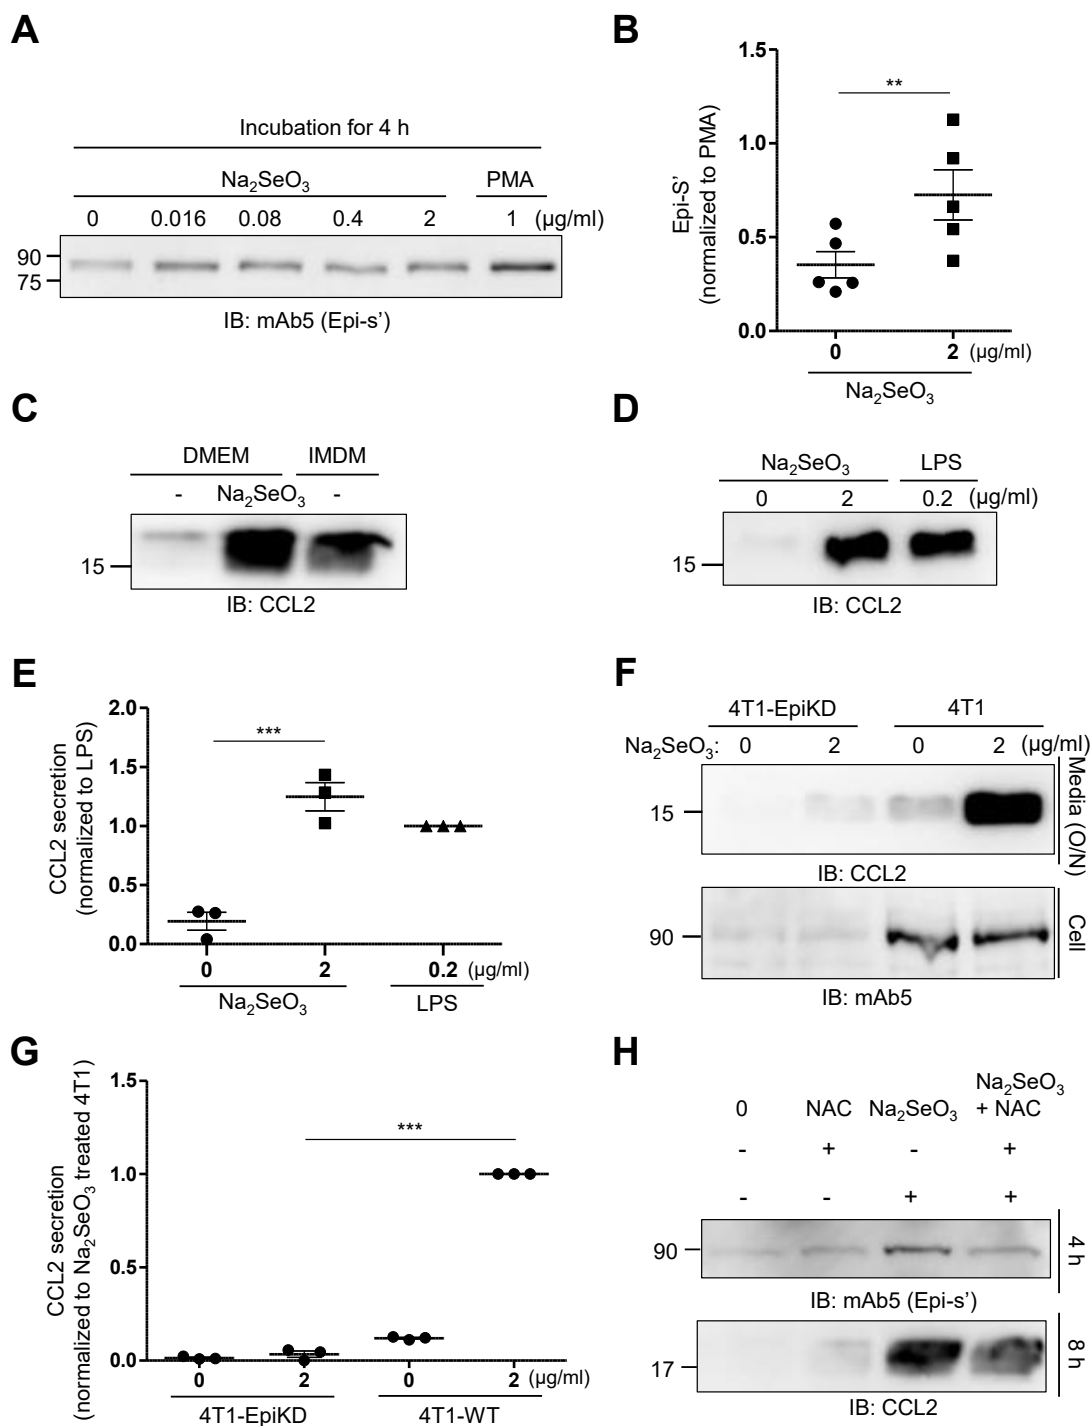 A
Incubation for 4 h
Na₂SeO₃ PMA
0 0.016 0.08 0.4 2 1 (μg/ml)
90
75
IB: mAb5 (Epi-s’)
B
Epi-S’
(normalized to PMA)
1.5
1.0
0.5
0.0
**
0 2 (μg/ml)
Na₂SeO₃
C
DMEM IMDM
- Na₂SeO₃ -
15
IB: CCL2
D
Na₂SeO₃ LPS
0 2 0.2 (μg/ml)
15
IB: CCL2
E
CCL2 secretion
(normalized to LPS)
2.0
1.5
1.0
0.5
0.0
***
0 2 0.2 (μg/ml)
Na₂SeO₃ LPS
F
4T1-EpiKD 4T1
Na₂SeO₃: 0 2 0 2 (μg/ml)
15
Media (O/N)
IB: CCL2
90
Cell
IB: mAb5
G
CCL2 secretion
(normalized to Na₂SeO₃ treated 4T1)
1.5
1.0
0.5
0.0
***
0 2 0 2 (μg/ml)
4T1-EpiKD 4T1-WT
H
0 NAC Na₂SeO₃ Na₂SeO₃
+ NAC
- + - +
- - + +
90
4 h
IB: mAb5 (Epi-s’)
17
8 h
IB: CCL2